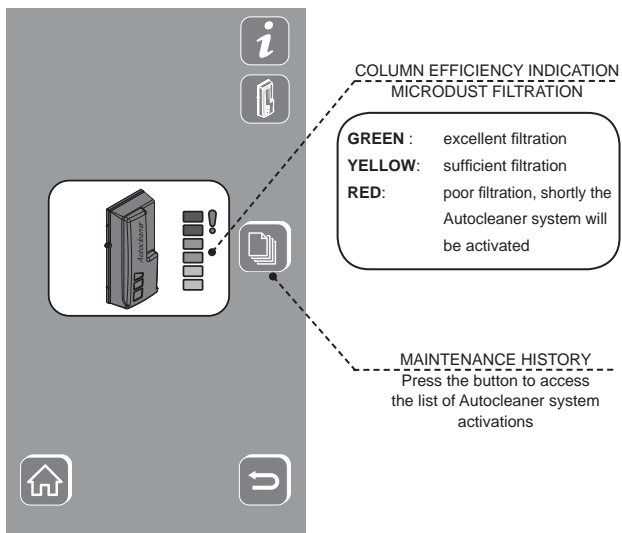 i
COLUMN EFFICIENCY INDICATION
MICRODUST FILTRATION
GREEN : excellent filtration
YELLOW: sufficient filtration
RED: poor filtration, shortly the
Autocleaner system will
be activated
Autocleaner
!
MAINTENANCE HISTORY
Press the button to access
the list of Autocleaner system
activations